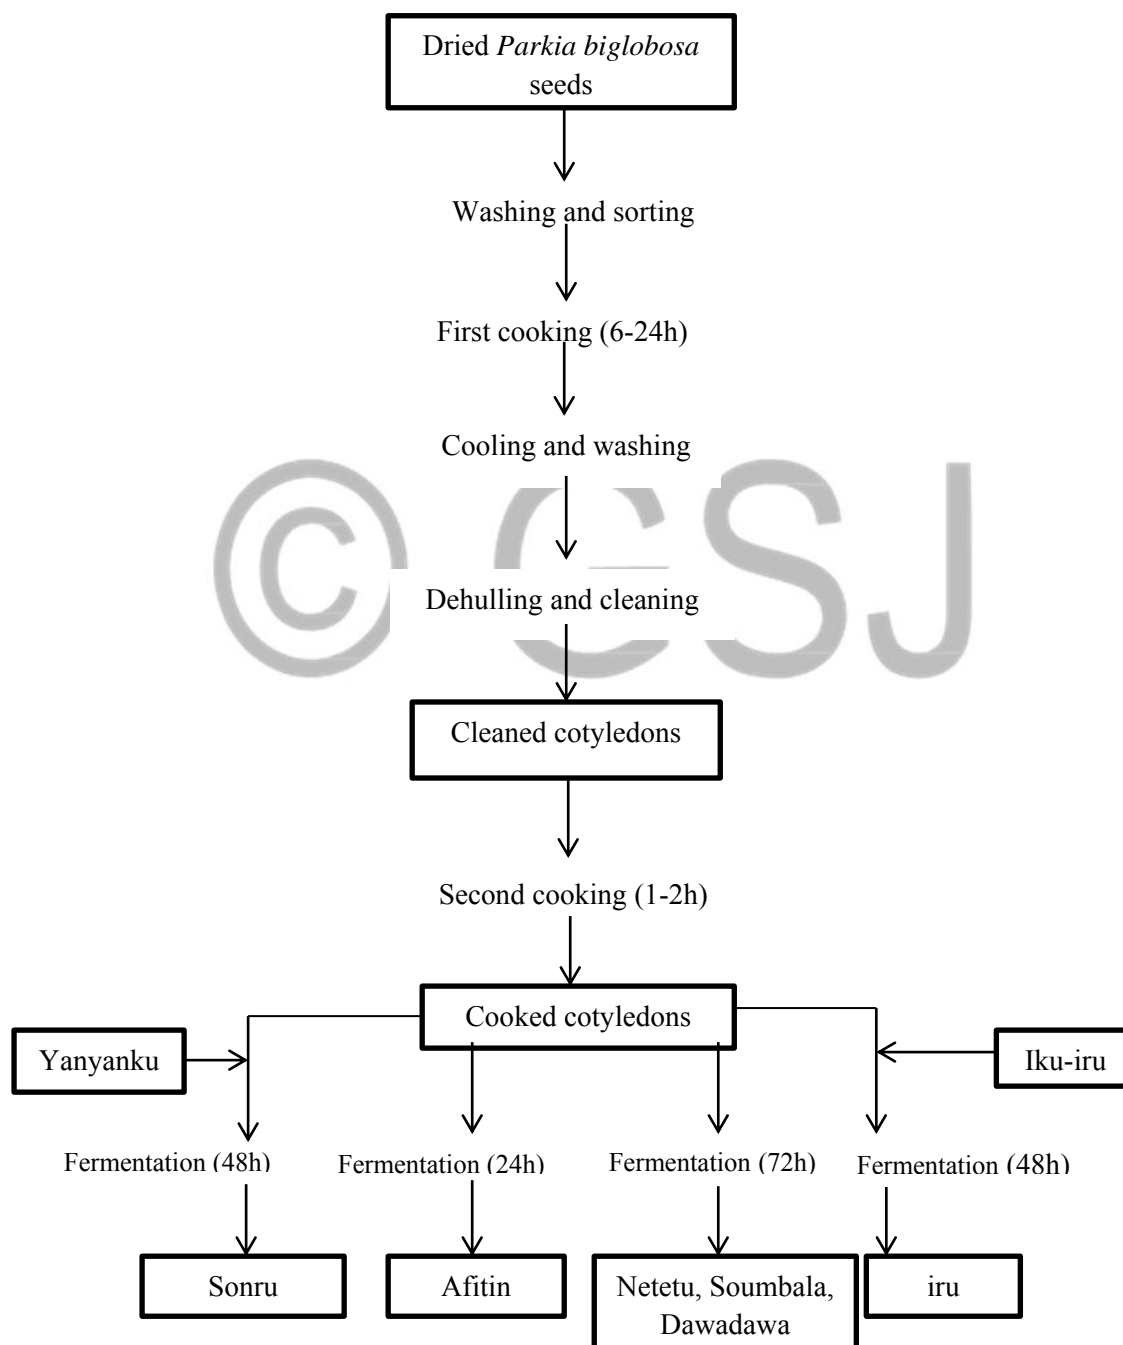 Dried Parkia biglobosa
seeds
Washing and sorting
First cooking (6-24h)
Cooling and washing
© GSJ
Dehulling and cleaning
Cleaned cotyledons
Second cooking (1-2h)
Cooked cotyledons
Yanyanku
Iku-iru
Fermentation (48h)
Fermentation (24h)
Fermentation (72h)
Fermentation (48h)
Sonru
Afitin
Netetu, Soumbala,
Dawadawa
iru